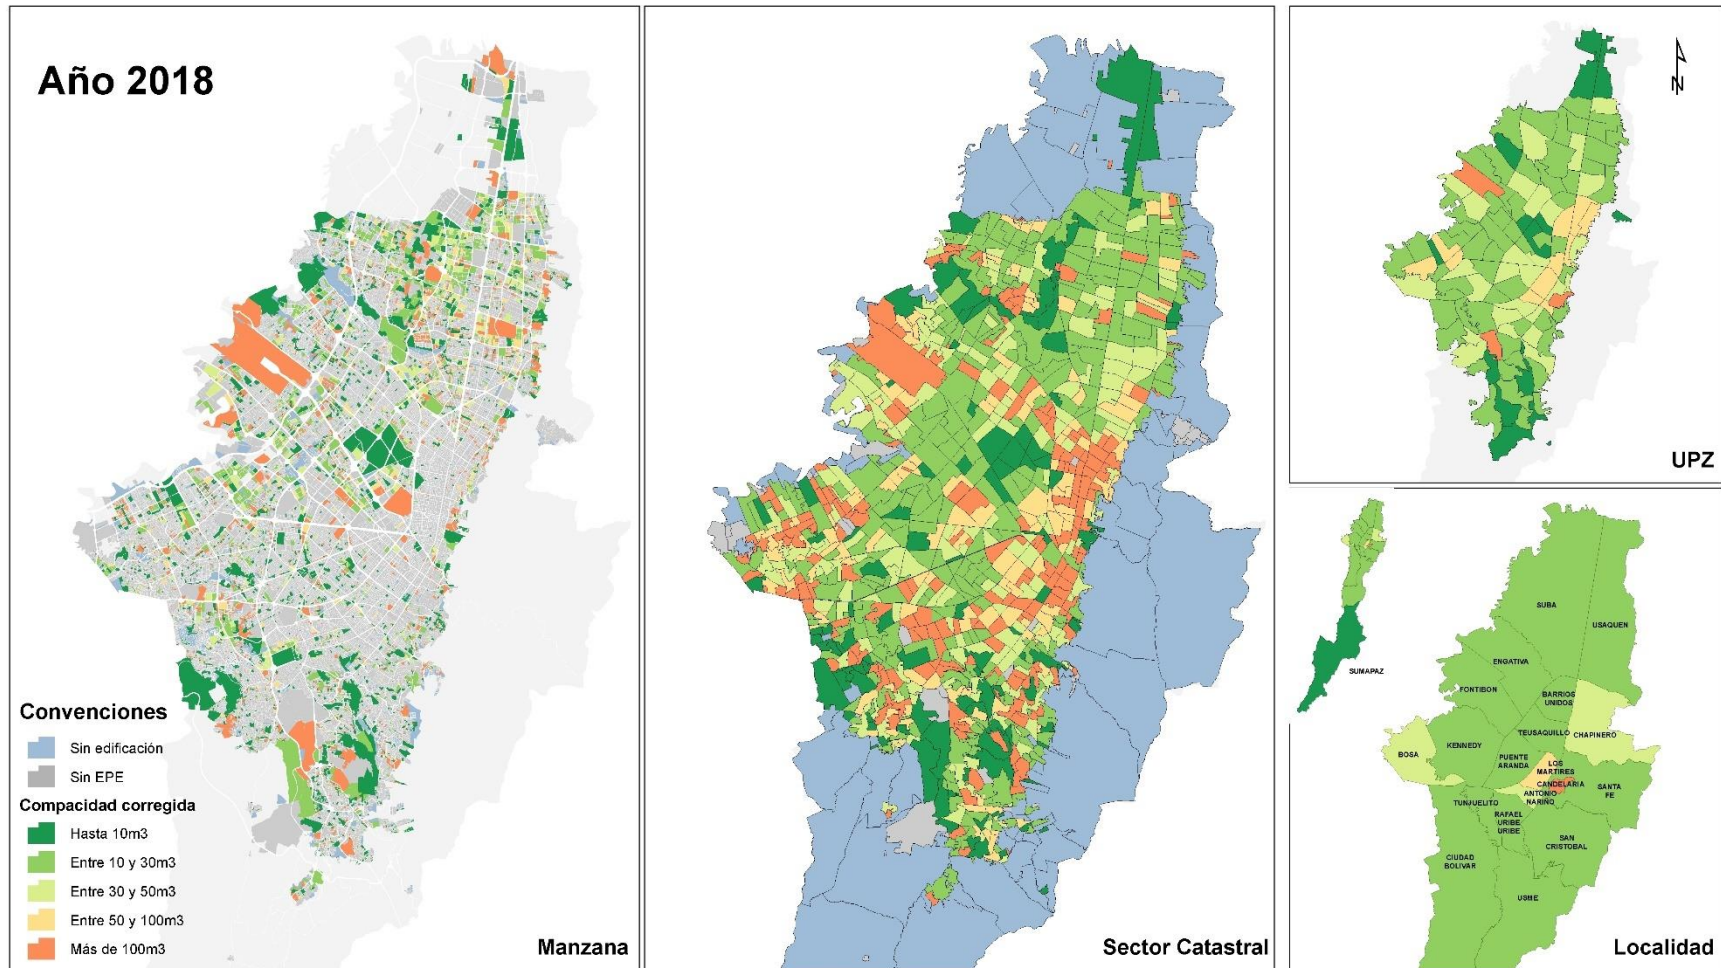 Año 2018
Convenciones
Sin edificación
Sin EPE
Compacidad corregida
Hasta 10m3
Entre 10 y 30m3
Entre 30 y 50m3
Entre 50 y 100m3
Más de 100m3
Manzana
Sector Catastral
N
UPZ
SUMAPAZ
SUBA
USAQUEN
ENGATIVA
FONTIBON
BARRIOS
UNIDOS
TEUSAQUILLO
CHAPINERO
BOSA
KENNEDY
PUENTE
ARANDA
LOS
MARTIRES
CANDELARIA
SANTA
FE
ANTONIO
NARIÑO
TUNJUELITO
RAFAEL
URIBE
URIBE
SAN
CRISTOBAL
CIUDAD
BOLIVAR
USME
Localidad